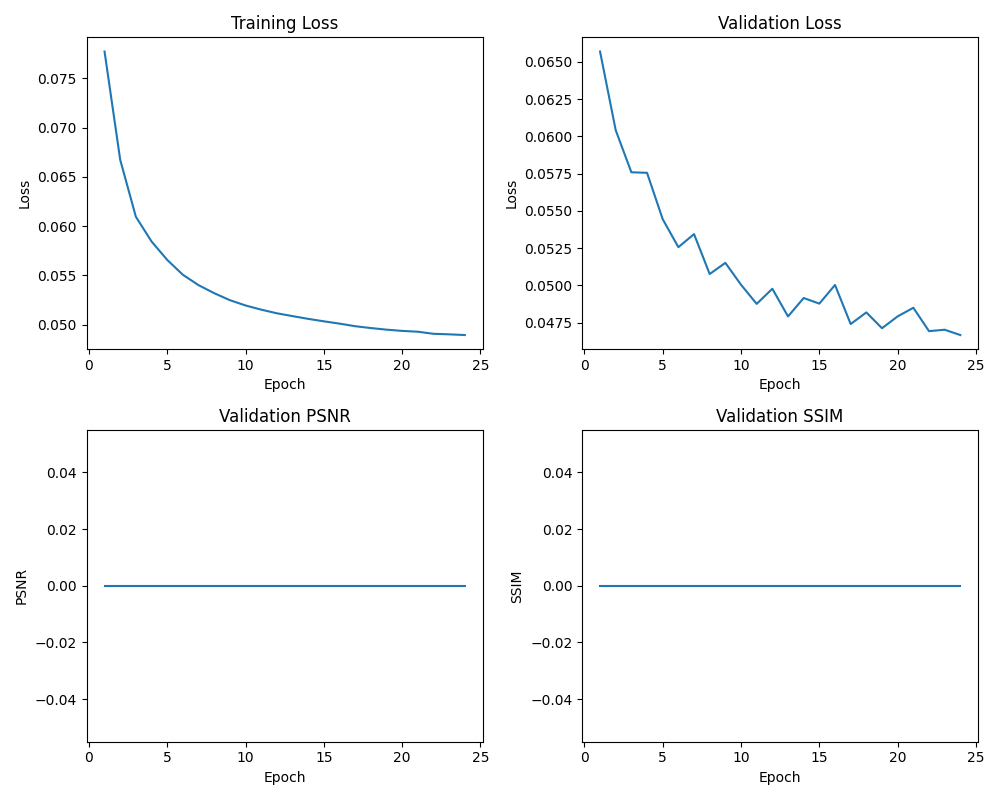 Training Loss
Validation Loss
0.075
0.070
0.065
0.060
0.055
0.050
Loss
0 5 10 15 20 25
Epoch
0.0650
0.0625
0.0600
0.0575
0.0550
0.0525
0.0500
0.0475
Loss
0 5 10 15 20 25
Epoch
Validation PSNR
Validation SSIM
0.04
0.02
0.00
−0.02
−0.04
PSNR
0 5 10 15 20 25
Epoch
0.04
0.02
0.00
−0.02
−0.04
SSIM
0 5 10 15 20 25
Epoch